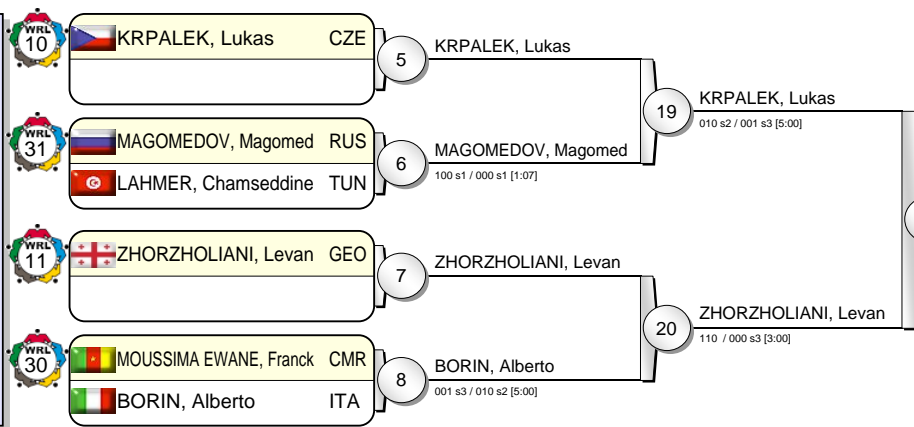 WRL
10
KRPALEK, Lukas CZE
5
KRPALEK, Lukas
19
KRPALEK, Lukas
010 s2 / 001 s3 [5:00]
WRL
31
MAGOMEDOV, Magomed RUS
LAHMER, Chamseddine TUN
6
MAGOMEDOV, Magomed
100 s1 / 000 s1 [1:07]
WRL
11
ZHORZHOLIANI, Levan GEO
7
ZHORZHOLIANI, Levan
20
ZHORZHOLIANI, Levan
110 / 000 s3 [3:00]
WRL
30
MOUSSIMA EWANE, Franck CMR
BORIN, Alberto ITA
8
BORIN, Alberto
001 s3 / 010 s2 [5:00]